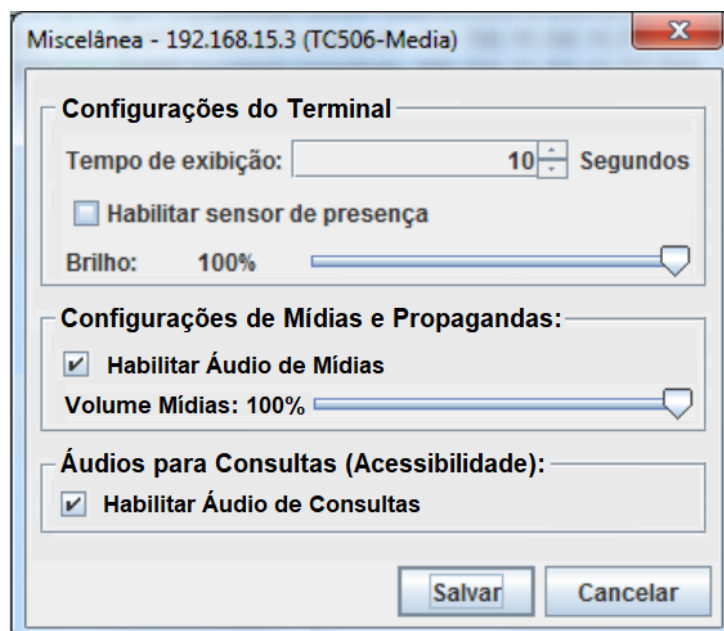 Miscelânea - 192.168.15.3 (TC506-Media)
Configurações do Terminal
Tempo de exibição: 10 Segundos
Habilitar sensor de presença
Brilho: 100%
Configurações de Mídias e Propagandas:
Habilitar Áudio de Mídias
Volume Mídias: 100%
Áudios para Consultas (Acessibilidade):
Habilitar Áudio de Consultas
Salvar Cancelar